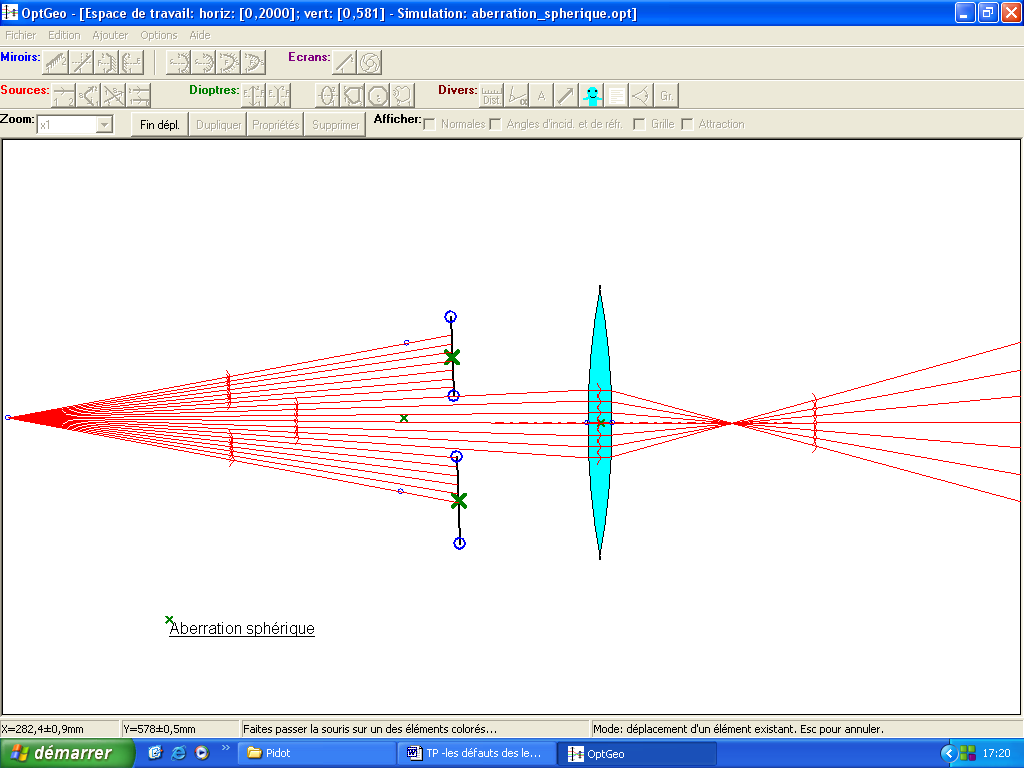 OptGeo - [Espace de travail: horiz: [0,2000]; vert: [0,581] - Simulation: aberration_spherique.opt]
Fichier Edition Ajouter Options Aide
Miroirs: Ecrans:
Sources: Dioptres: Divers: Dist. A Gr.
Zoom: x1 Fin dépl. Dupliquer Propriétés Supprimer Afficher: Normales Angles d'incid. et de réfr. Grille Attraction
Aberration sphérique
X=282,4±0,9mm Y=578±0,5mm Faites passer la souris sur un des éléments colorés... Mode: déplacement d'un élément existant. Esc pour annuler.
démarrer » Pidot TP -les défauts des le... OptGeo 17:20